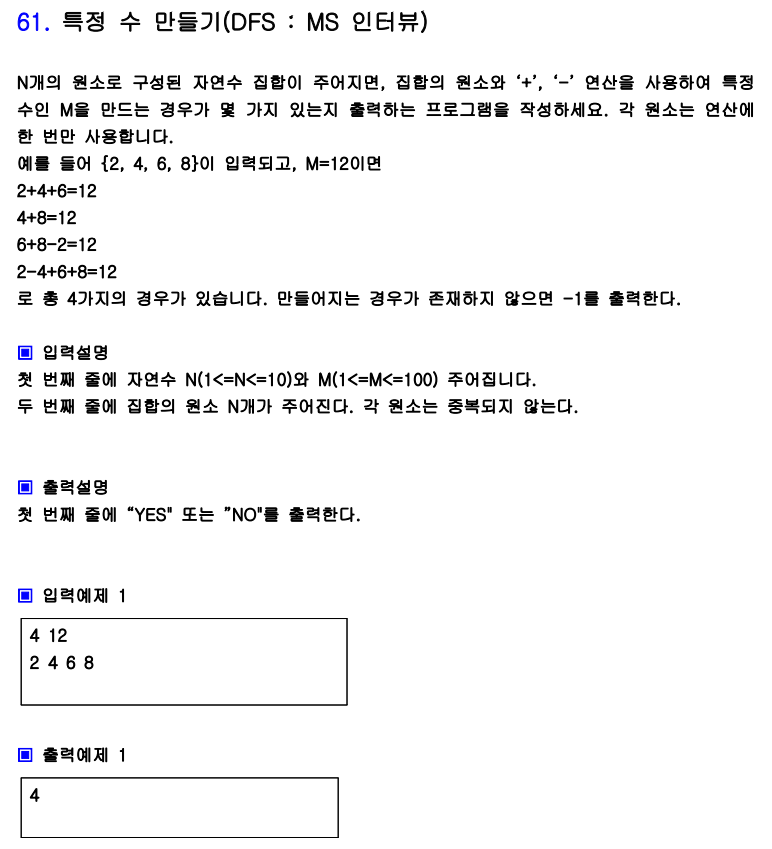 61. 특정 수 만들기(DFS : MS 인터뷰)
N개의 원소로 구성된 자연수 집합이 주어지면, 집합의 원소와 ‘+’, ‘-’ 연산을 사용하여 특정
수인 M을 만드는 경우가 몇 가지 있는지 출력하는 프로그램을 작성하세요. 각 원소는 연산에
한 번만 사용합니다.
예를 들어 {2, 4, 6, 8}이 입력되고, M=12이면
2+4+6=12
4+8=12
6+8-2=12
2-4+6+8=12
로 총 4가지의 경우가 있습니다. 만들어지는 경우가 존재하지 않으면 -1를 출력한다.
▣ 입력설명
첫 번째 줄에 자연수 N(1<=N<=10)와 M(1<=M<=100) 주어집니다.
두 번째 줄에 집합의 원소 N개가 주어진다. 각 원소는 중복되지 않는다.
▣ 출력설명
첫 번째 줄에 “YES" 또는 ”NO"를 출력한다.
▣ 입력예제 1
4 12
2 4 6 8
▣ 출력예제 1
4